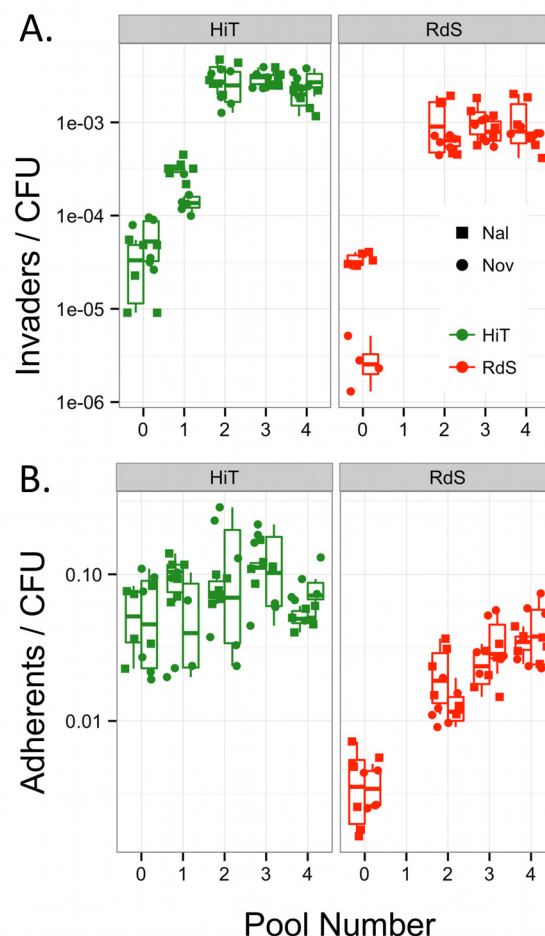 A.
HiT RdS
Invaders / CFU
1e-03
1e-04
1e-05
1e-06
Nal
Nov
HiT
RdS
0 1 2 3 4 0 1 2 3 4
B.
HiT RdS
Adherents / CFU
0.10
0.01
0 1 2 3 4 0 1 2 3 4
Pool Number